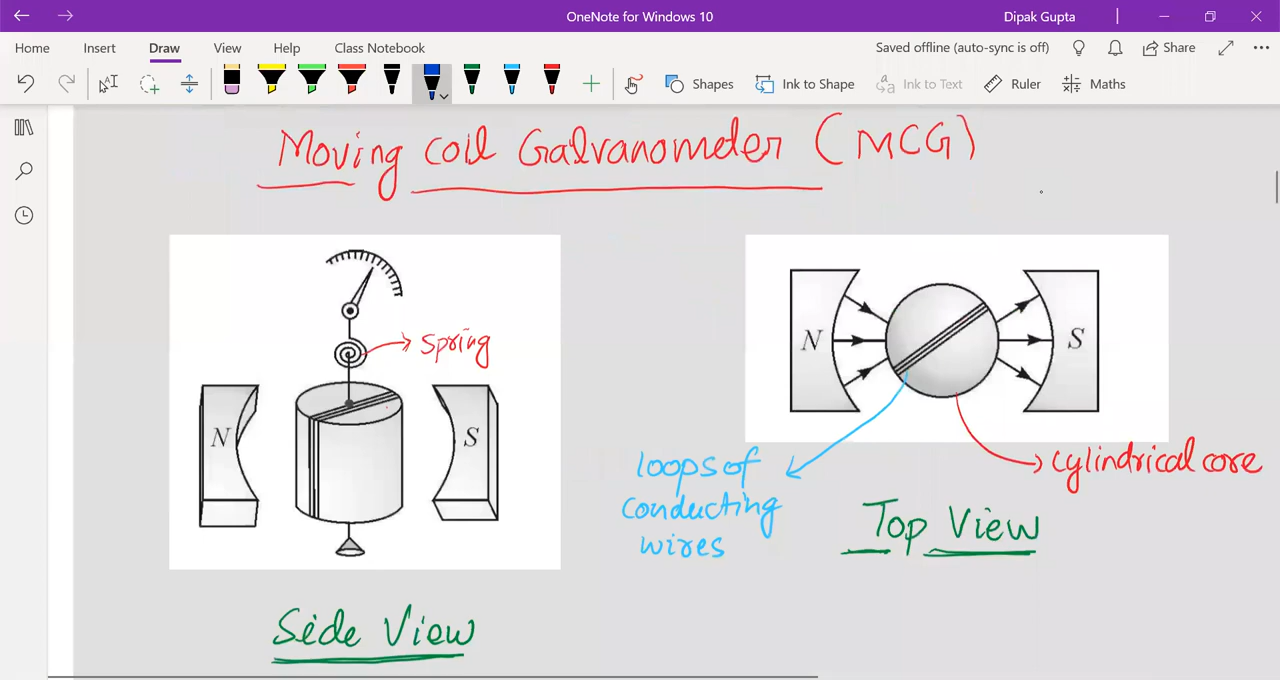 OneNote for Windows 10
Dipak Gupta
Home Insert Draw View Help Class Notebook
Saved offline (auto-sync is off)
Share
Shapes
Ink to Shape
Ink to Text
Ruler
Maths
Moving coil Galvanometer (MCG)
spring
N
S
Side View
N
S
loops of
conducting
wires
cylindrical core
Top View